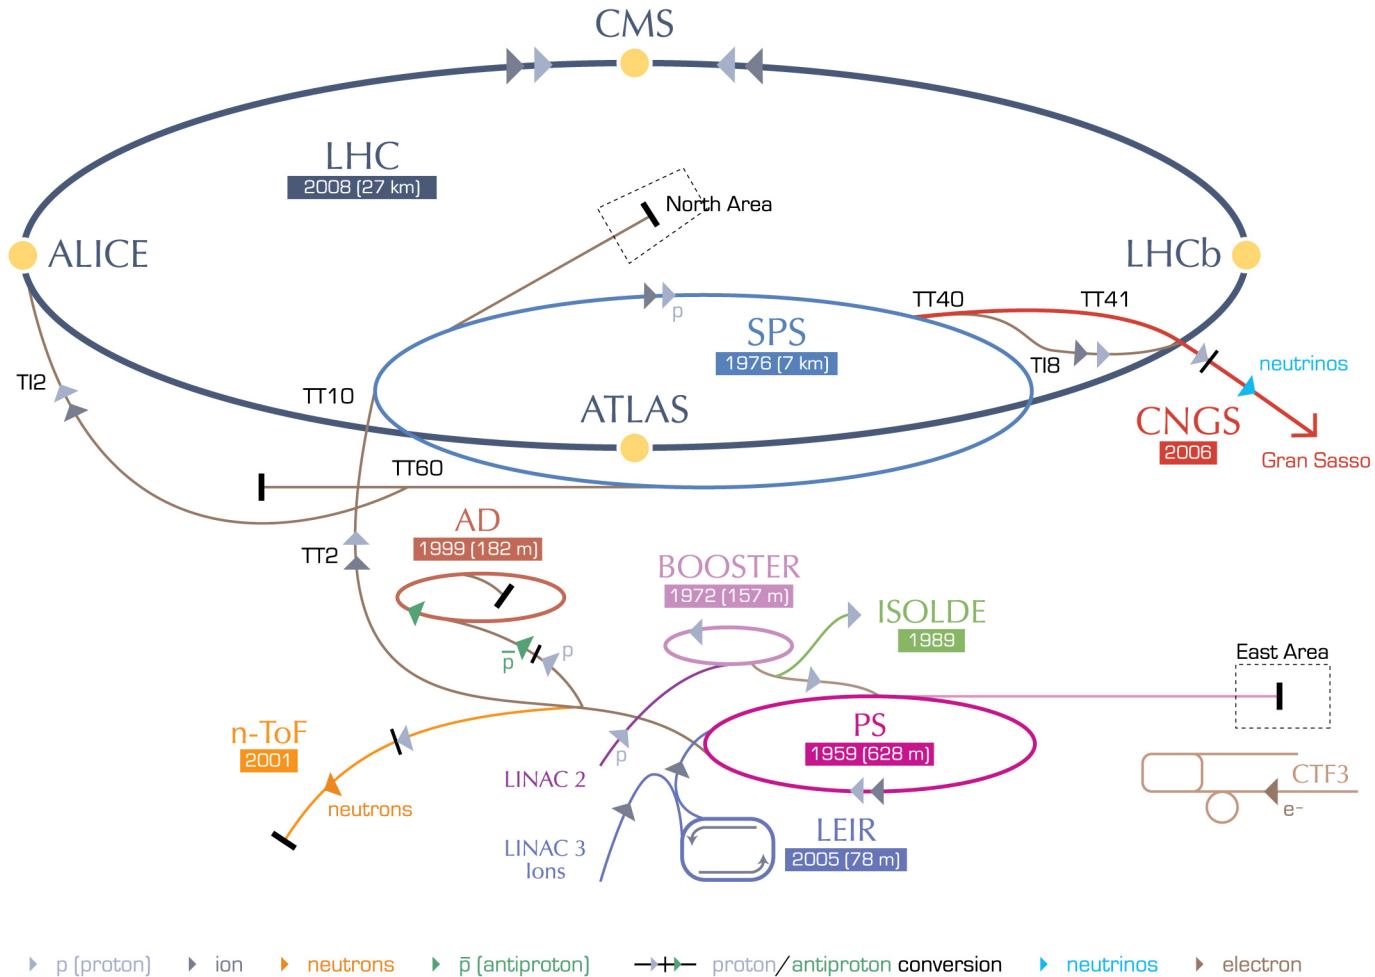 CMS
LHC
2008 (27 km)
North Area
ALICE
LHCb
TT40
TT41
p
SPS
1976 (7 km)
TI8
neutrinos
TI2
TT10
ATLAS
CNGS
2006
Gran Sasso
TT60
AD
1999 (182 m)
TT2
BOOSTER
1972 (157 m)
ISOLDE
1989
p̅
p
East Area
n-ToF
2001
PS
1959 (628 m)
p
LINAC 2
CTF3
neutrons
e-
LINAC 3
Ions
LEIR
2005 (78 m)
p (proton)
ion
neutrons
p̅ (antiproton)
proton/antiproton conversion
neutrinos
electron